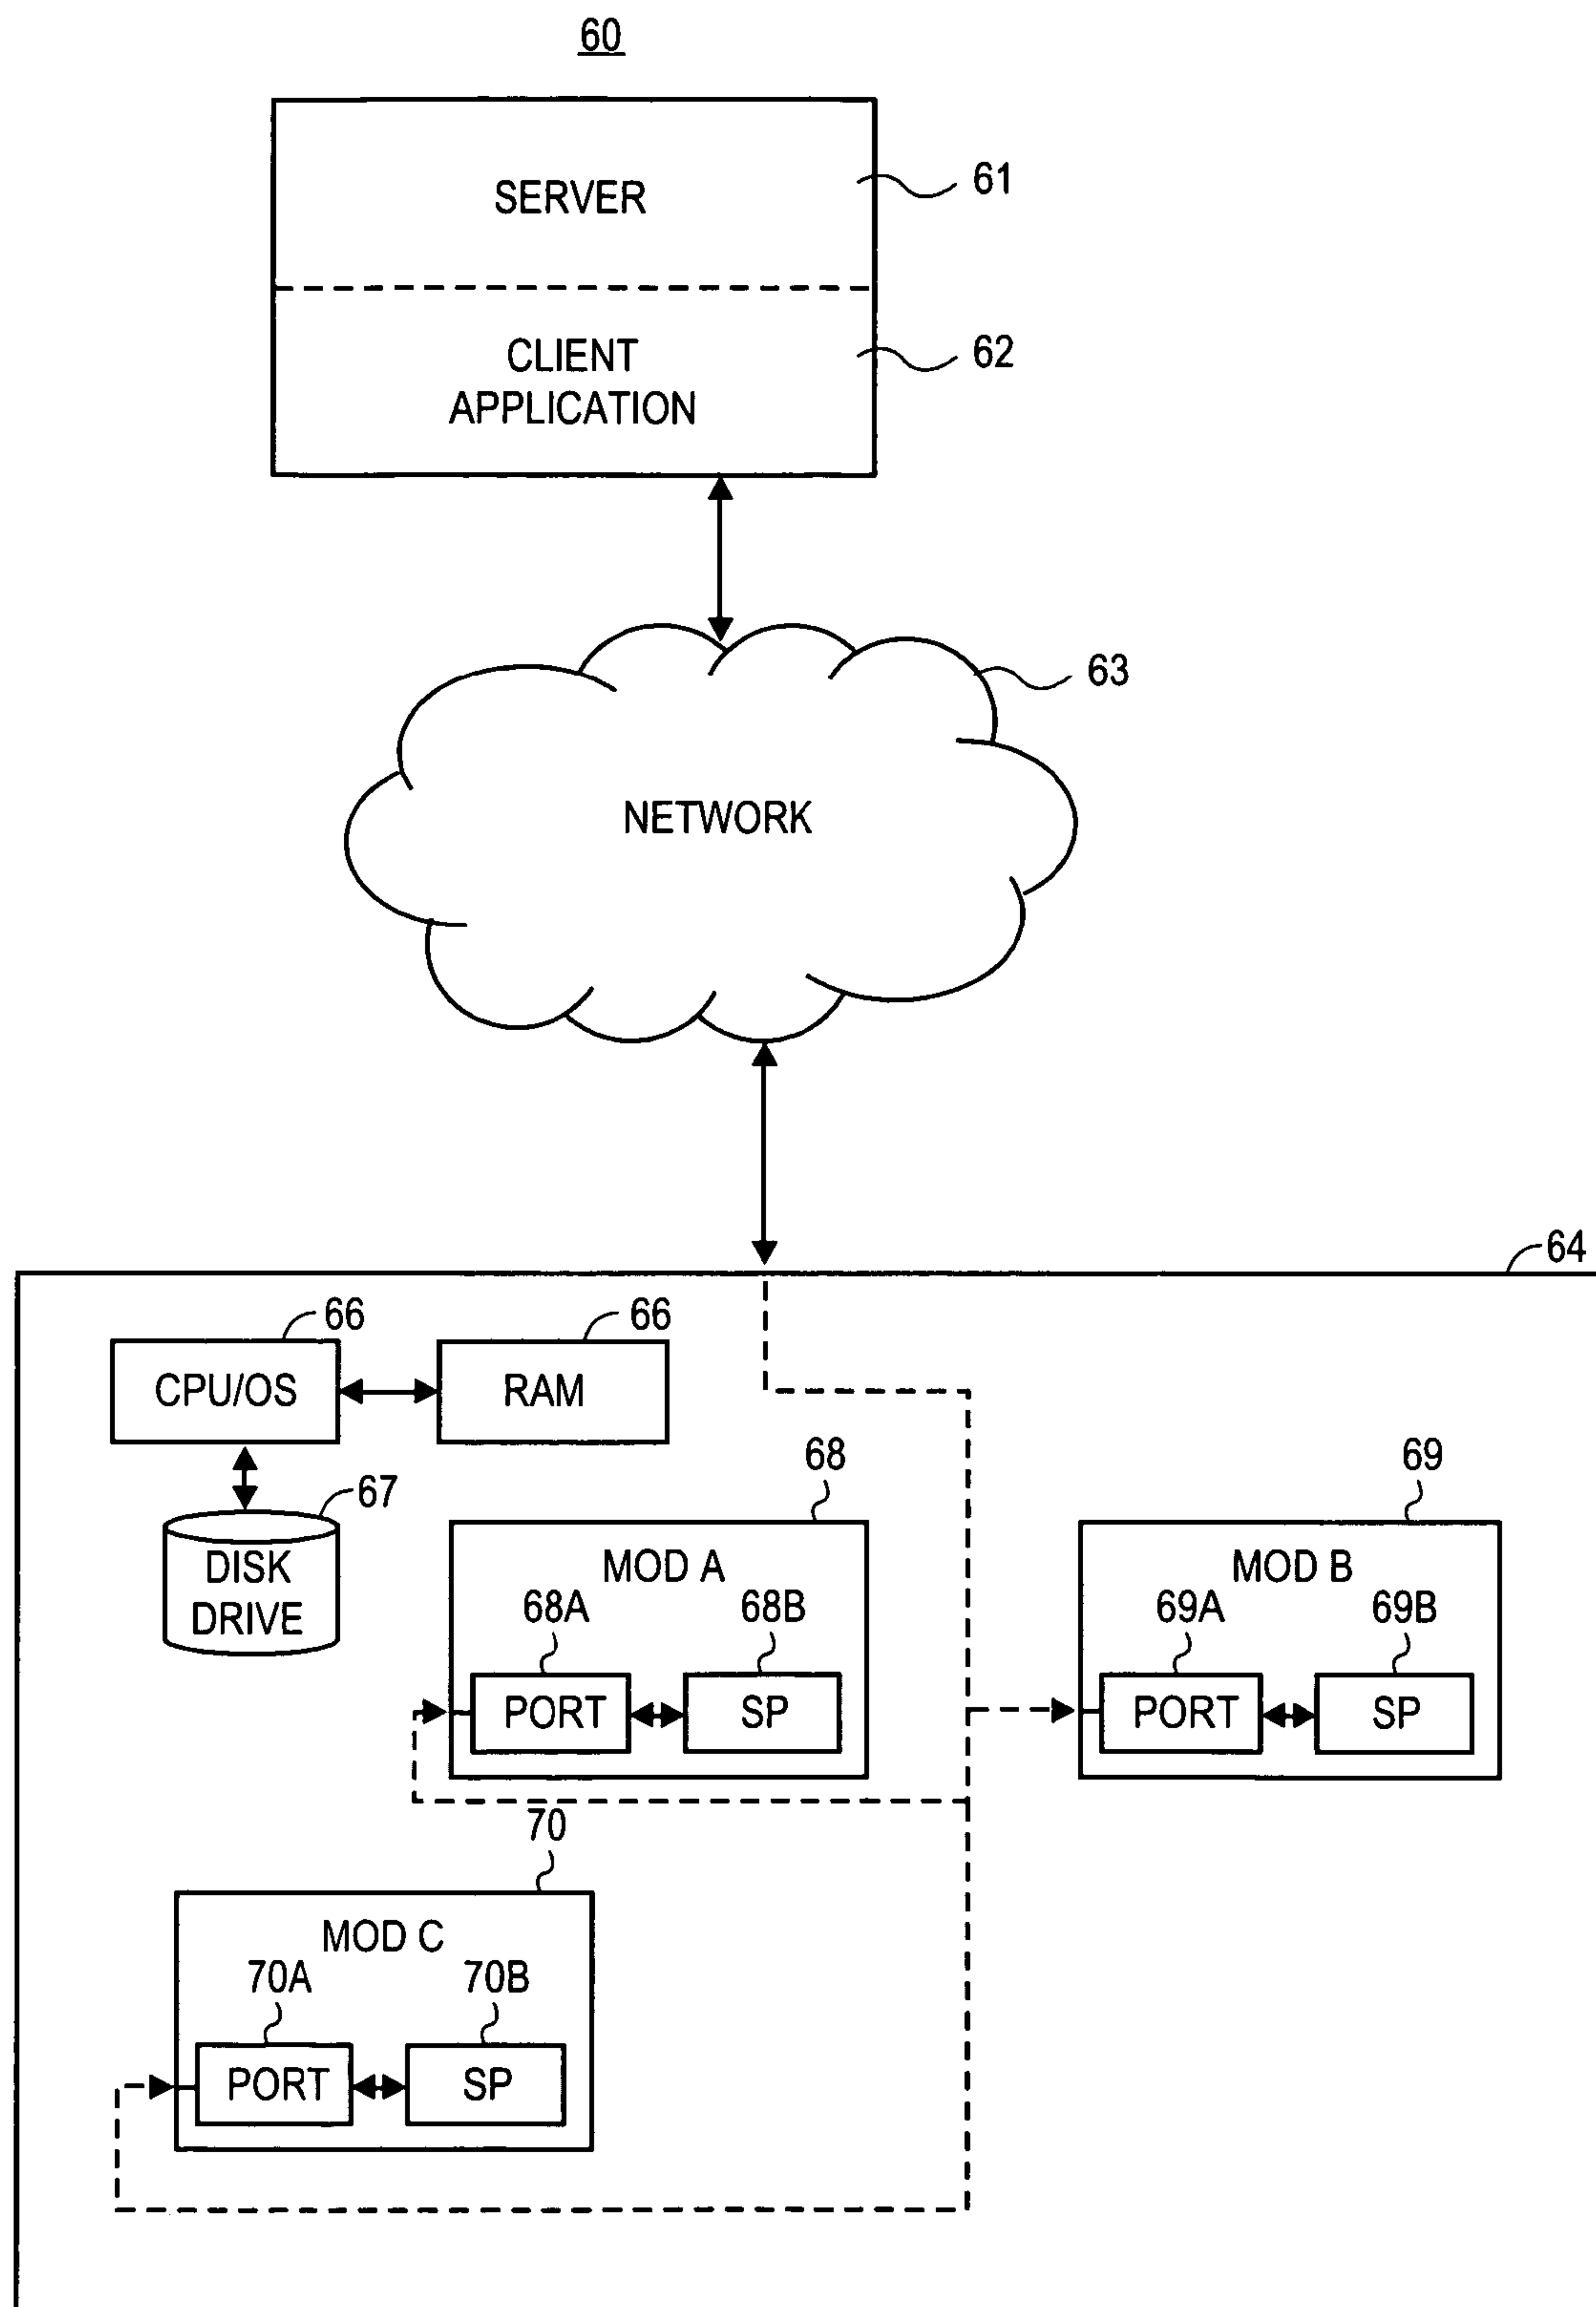 60
SERVER
61
CLIENT
APPLICATION
62
63
NETWORK
64
66
66
CPU/OS
RAM
67
DISK
DRIVE
68
69
MOD A
MOD B
68A
68B
69A
69B
PORT
SP
PORT
SP
70
MOD C
70A
70B
PORT
SP